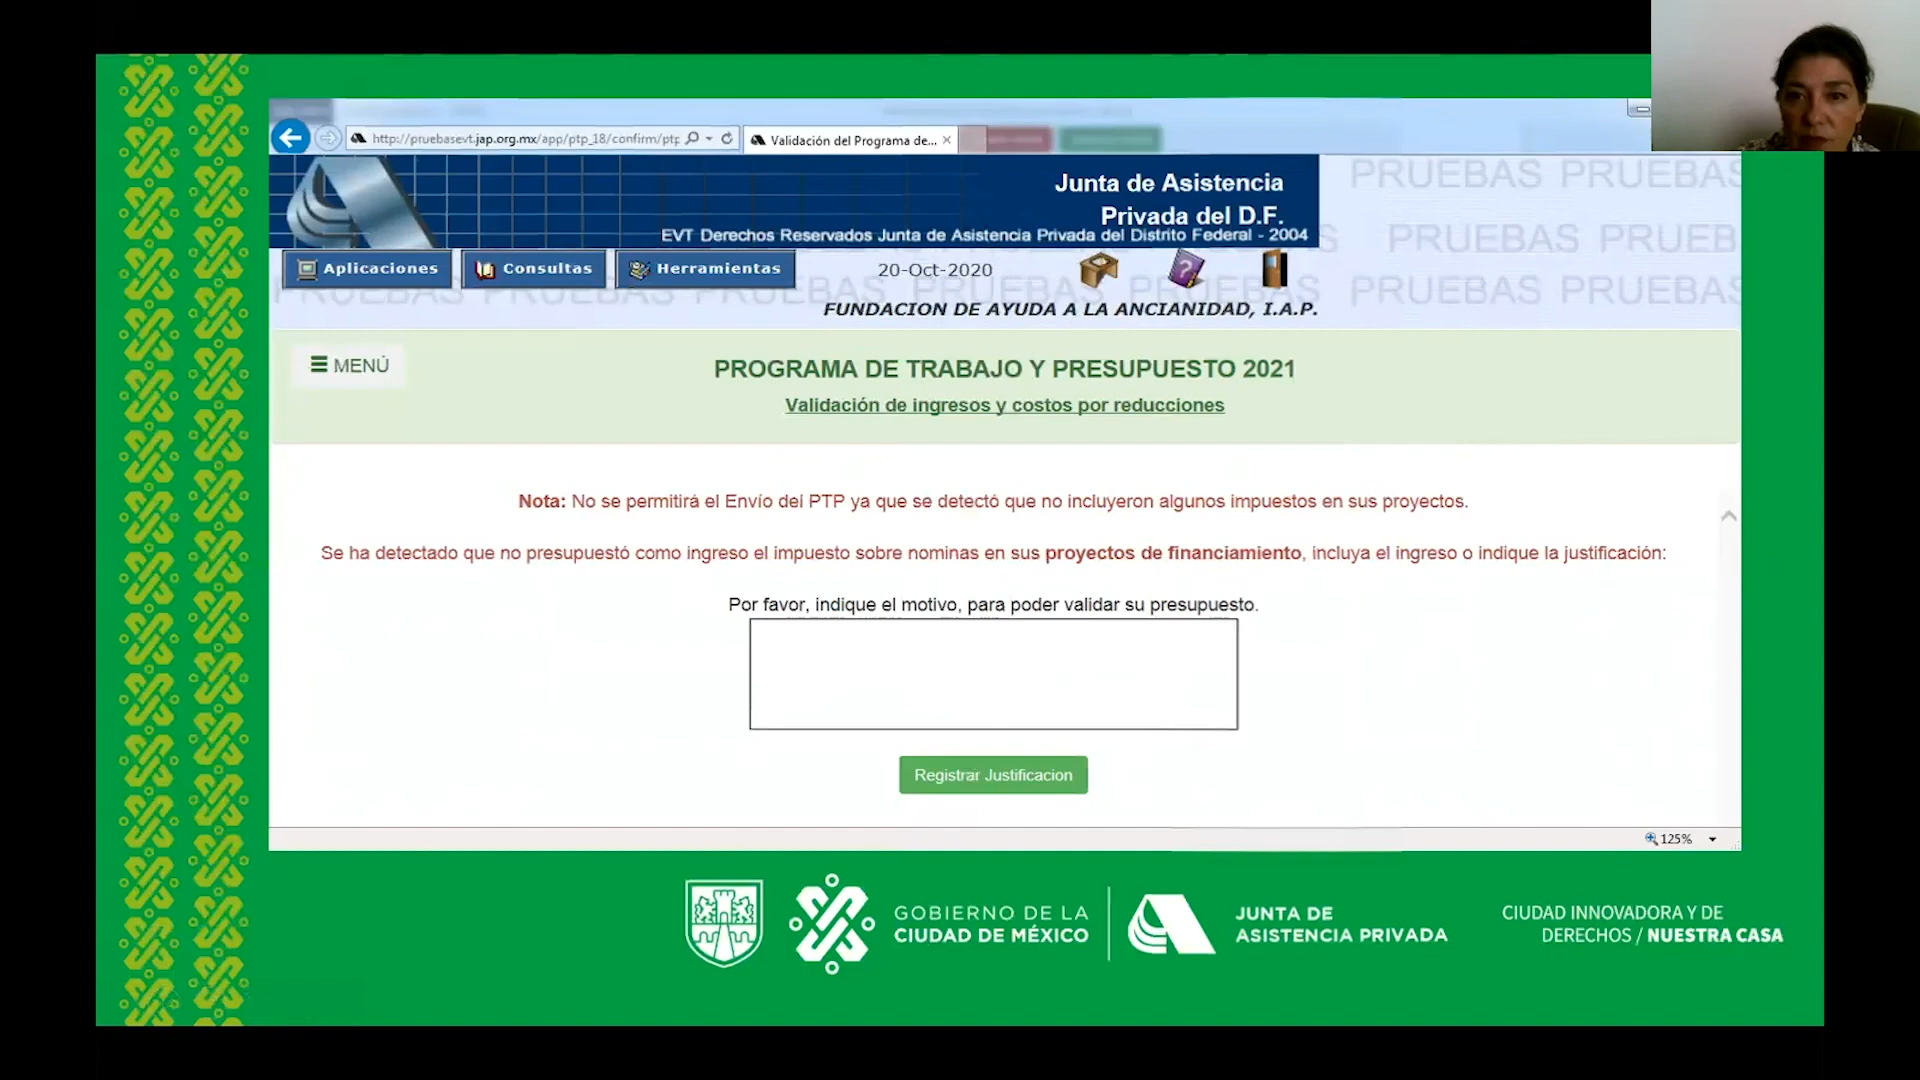 http://pruebasevt.jap.org.mx/app/ptp_18/confirm/ptp
Validación del Programa de...
Junta de Asistencia
Privada del D.F.
EVT Derechos Reservados Junta de Asistencia Privada del Distrito Federal - 2004
PRUEBAS PRUEBAS
PRUEBAS PRUEB
Aplicaciones
Consultas
Herramientas
20-Oct-2020
PRUEBAS PRUEBAS PRUEBAS PRUEBAS PRUEBAS PRUEBAS PRUEBAS
FUNDACION DE AYUDA A LA ANCIANIDAD, I.A.P.
MENÚ
PROGRAMA DE TRABAJO Y PRESUPUESTO 2021
Validación de ingresos y costos por reducciones
Nota: No se permitirá el Envío del PTP ya que se detectó que no incluyeron algunos impuestos en sus proyectos.
Se ha detectado que no presupuestó como ingreso el impuesto sobre nominas en sus proyectos de financiamiento, incluya el ingreso o indique la justificación:
Por favor, indique el motivo, para poder validar su presupuesto.
Registrar Justificacion
125%
GOBIERNO DE LA
CIUDAD DE MÉXICO
JUNTA DE
ASISTENCIA PRIVADA
CIUDAD INNOVADORA Y DE
DERECHOS / NUESTRA CASA